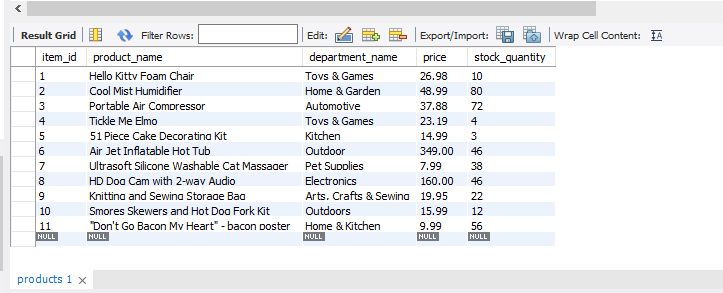 Result Grid Filter Rows: Edit: Export/Import: Wrap Cell Content: IA
item_id product_name department_name price stock_quantity
1 Hello Kitty Foam Chair Toys & Games 26.98 10
2 Cool Mist Humidifier Home & Garden 48.99 80
3 Portable Air Compressor Automotive 37.88 72
4 Tickle Me Elmo Toys & Games 23.19 4
5 51 Piece Cake Decorating Kit Kitchen 14.99 3
6 Air Jet Inflatable Hot Tub Outdoor 349.00 46
7 Ultrasoft Silicone Washable Cat Massager Pet Supplies 7.99 38
8 HD Dog Cam with 2-way Audio Electronics 160.00 46
9 Knitting and Sewing Storage Bag Arts, Crafts & Sewing 19.95 22
10 Smores Skewers and Hot Dog Fork Kit Outdoors 15.99 12
11 "Don't Go Bacon My Heart" - bacon poster Home & Kitchen 9.99 56
NULL NULL NULL NULL NULL
products 1